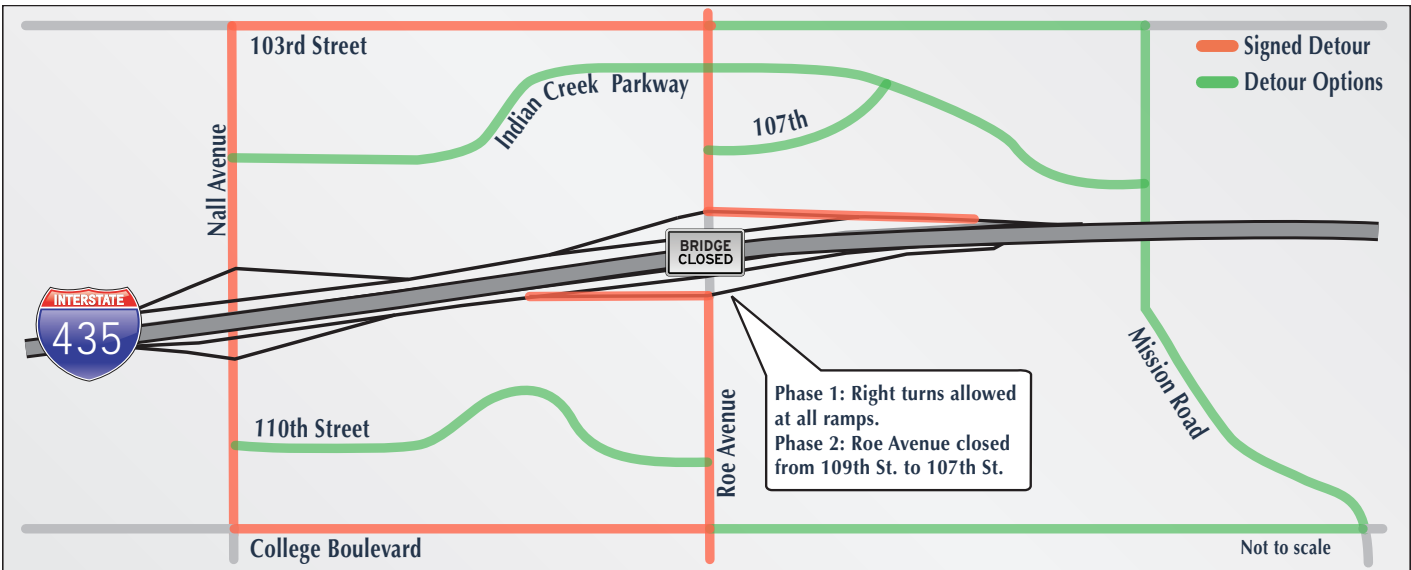 103rd Street
Signed Detour
Detour Options
Indian Creek Parkway
107th
Nall Avenue
BRIDGE
CLOSED
INTERSTATE
435
Mission Road
Phase 1: Right turns allowed
at all ramps.
Phase 2: Roe Avenue closed
from 109th St. to 107th St.
110th Street
Roe Avenue
College Boulevard
Not to scale